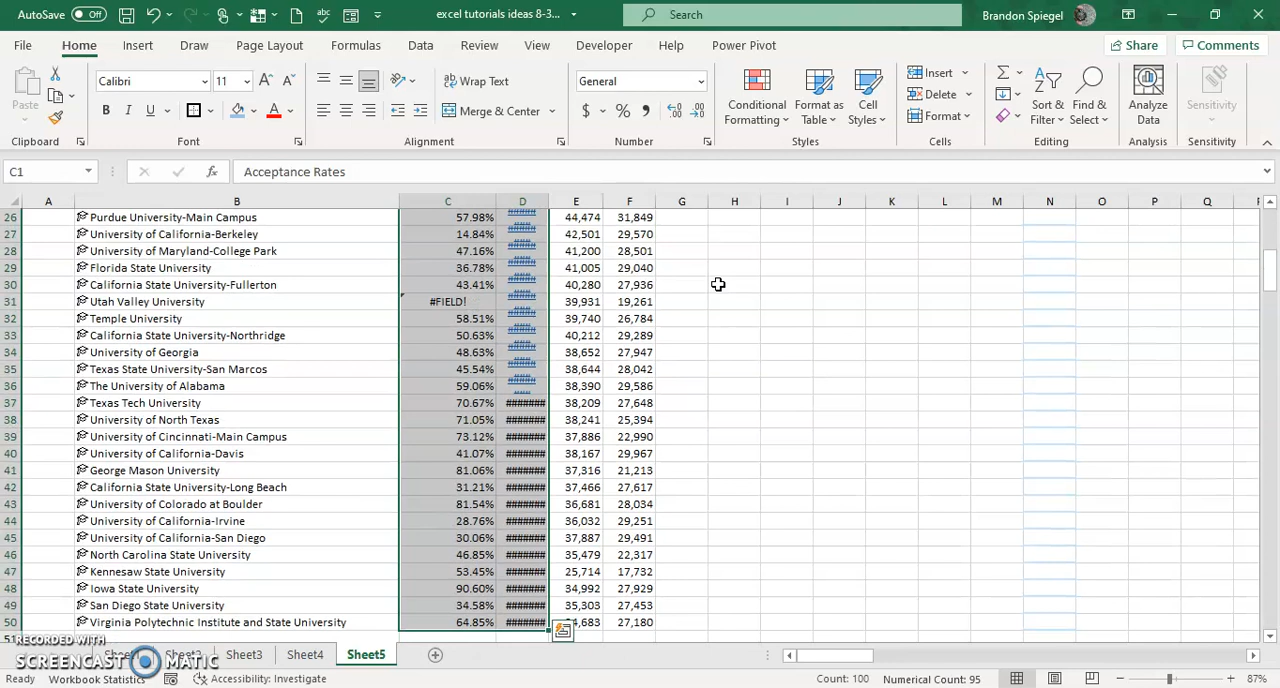 AutoSave Off excel tutorials ideas 8-3... Search Brandon Spiegel
File Home Insert Draw Page Layout Formulas Data Review View Developer Help Power Pivot Share Comments
Paste Calibri 11 A A Wrap Text General Conditional Formatting Format as Table Cell Styles Insert Delete Format Sort & Filter Find & Select Analyze Data Sensitivity
B I U A Merge & Center $ % ,
Clipboard Font Alignment Number Styles Cells Editing Analysis Sensitivity
C1 fx Acceptance Rates
A B C D E F G H I J K L M N O P Q
26 Purdue University-Main Campus 57.98% ##### 44,474 31,849
27 University of California-Berkeley 14.84% ##### 42,501 29,570
28 University of Maryland-College Park 47.16% ##### 41,200 28,501
29 Florida State University 36.78% ##### 41,005 29,040
30 California State University-Fullerton 43.41% ##### 40,280 27,936
31 Utah Valley University #FIELD! ##### 39,931 19,261
32 Temple University 58.51% ##### 39,740 26,784
33 California State University-Northridge 50.63% ##### 40,212 29,289
34 University of Georgia 48.63% ##### 38,652 27,947
35 Texas State University-San Marcos 45.54% ##### 38,644 28,042
36 The University of Alabama 59.06% ##### 38,390 29,586
37 Texas Tech University 70.67% ####### 38,209 27,648
38 University of North Texas 71.05% ####### 38,241 25,394
39 University of Cincinnati-Main Campus 73.12% ####### 37,886 22,990
40 University of California-Davis 41.07% ####### 38,167 29,967
41 George Mason University 81.06% ####### 37,316 21,213
42 California State University-Long Beach 31.21% ####### 37,466 27,617
43 University of Colorado at Boulder 81.54% ####### 36,681 28,034
44 University of California-Irvine 28.76% ####### 36,032 29,251
45 University of California-San Diego 30.06% ####### 37,887 29,491
46 North Carolina State University 46.85% ####### 35,479 22,317
47 Kennesaw State University 53.45% ####### 25,714 17,732
48 Iowa State University 90.60% ####### 34,992 27,929
49 San Diego State University 34.58% ####### 35,303 27,453
50 Virginia Polytechnic Institute and State University 64.85% ####### 4,683 27,180
RECORDED WITH
SCREENCAST MATIC
Sheet3 Sheet4 Sheet5
Ready Workbook Statistics Accessibility: Investigate Count: 100 Numerical Count: 95 87%